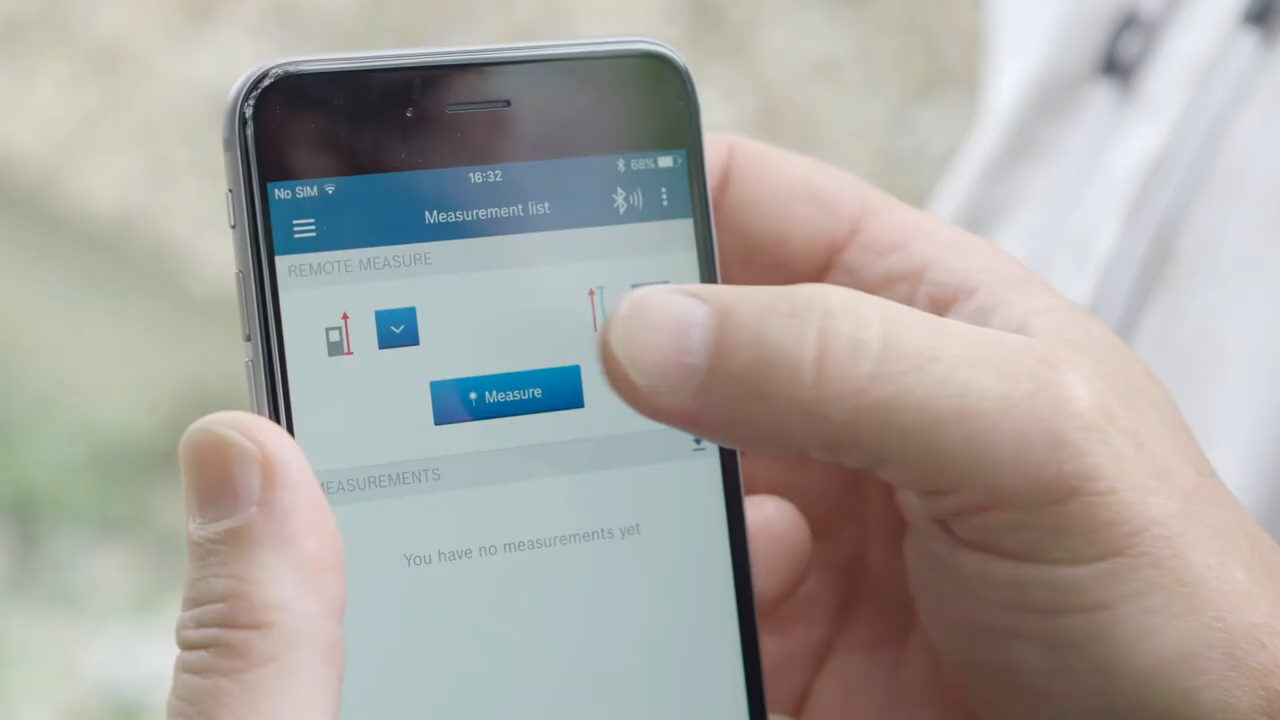 No SIM 16:32 68%
Measurement list
REMOTE MEASURE
Measure
MEASUREMENTS
You have no measurements yet